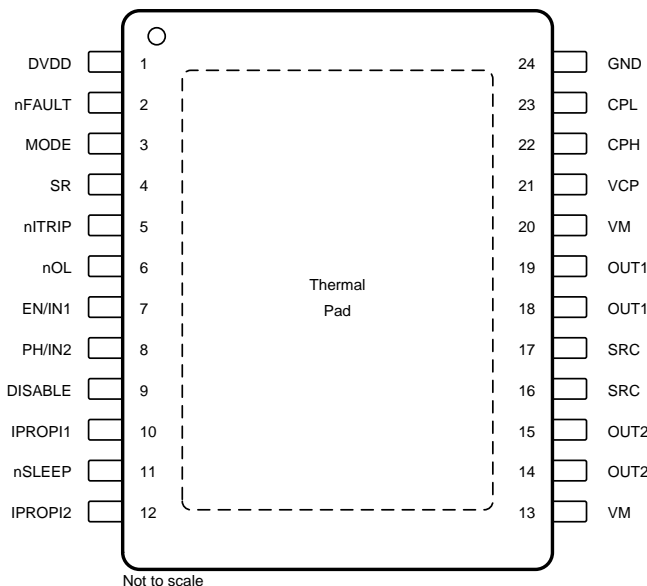 DVDD 1 24 GND
nFAULT 2 23 CPL
MODE 3 22 CPH
SR 4 21 VCP
nITRIP 5 20 VM
nOL 6 19 OUT1
Thermal
Pad
EN/IN1 7 18 OUT1
PH/IN2 8 17 SRC
DISABLE 9 16 SRC
IPROPI1 10 15 OUT2
nSLEEP 11 14 OUT2
IPROPI2 12 13 VM
Not to scale